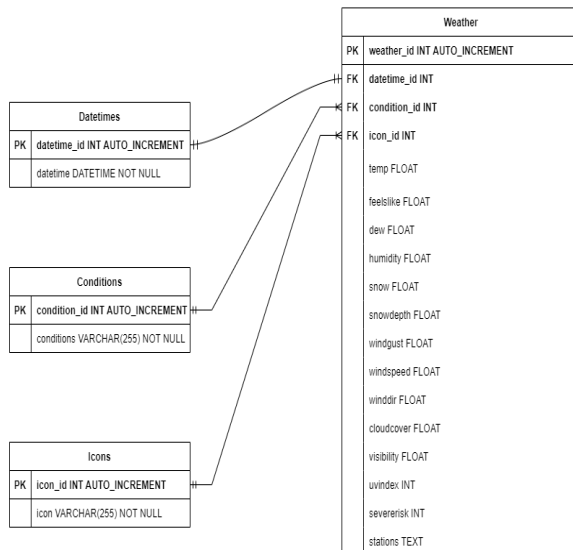 Weather
PK weather_id INT AUTO_INCREMENT
FK datetime_id INT
FK condition_id INT
FK icon_id INT
temp FLOAT
feelslike FLOAT
dew FLOAT
humidity FLOAT
snow FLOAT
snowdepth FLOAT
windgust FLOAT
windspeed FLOAT
winddir FLOAT
cloudcover FLOAT
visibility FLOAT
uvindex INT
severerisk INT
stations TEXT
Datetimes
PK datetime_id INT AUTO_INCREMENT
datetime DATETIME NOT NULL
Conditions
PK condition_id INT AUTO_INCREMENT
conditions VARCHAR(255) NOT NULL
Icons
PK icon_id INT AUTO_INCREMENT
icon VARCHAR(255) NOT NULL